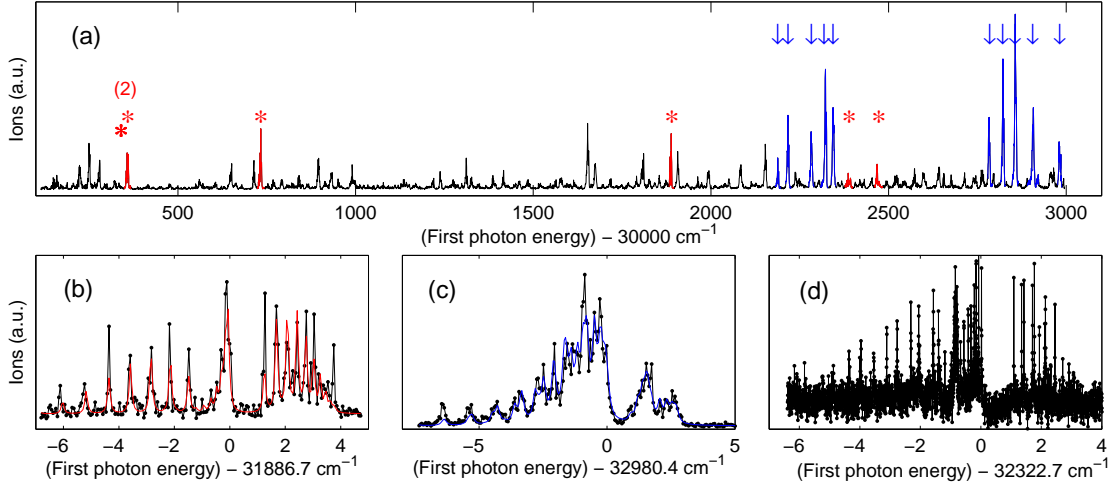 (a)
(2)
* * * * * *
↓ ↓ ↓ ↓ ↓ ↓ ↓ ↓ ↓ ↓
Ions (a.u.)
500 1000 1500 2000 2500 3000
(First photon energy) − 30000 cm⁻¹
(b) (c) (d)
Ions (a.u.)
−6 −4 −2 0 2 4
(First photon energy) − 31886.7 cm⁻¹
−5 0 5
(First photon energy) − 32980.4 cm⁻¹
−6 −4 −2 0 2 4
(First photon energy) − 32322.7 cm⁻¹